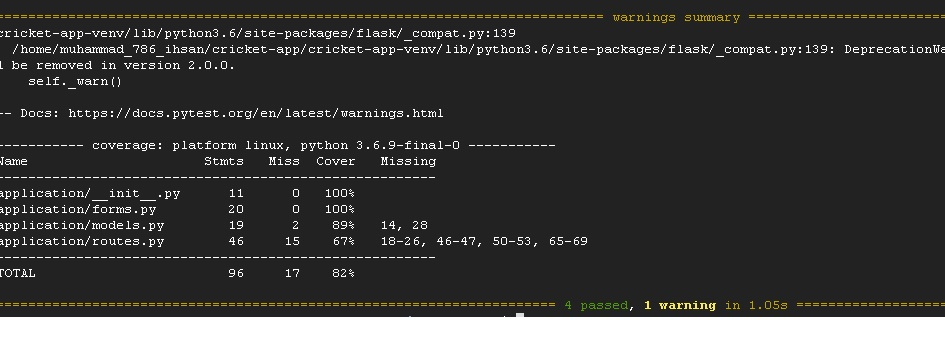 =========================================================================== warnings summary =========================
cricket-app-venv/lib/python3.6/site-packages/flask/_compat.py:139
/home/muhammad_786_ihsan/cricket-app/cricket-app-venv/lib/python3.6/site-packages/flask/_compat.py:139: DeprecationWa
l be removed in version 2.0.0.
self._warn()
-- Docs: https://docs.pytest.org/en/latest/warnings.html
----------- coverage: platform linux, python 3.6.9-final-0 -----------
Name Stmts Miss Cover Missing
-------------------------------------------------------
application/__init__.py 11 0 100%
application/forms.py 20 0 100%
application/models.py 19 2 89% 14, 28
application/routes.py 46 15 67% 18-26, 46-47, 50-53, 65-69
-------------------------------------------------------
TOTAL 96 17 82%
===================================================================== 4 passed, 1 warning in 1.05s ===================